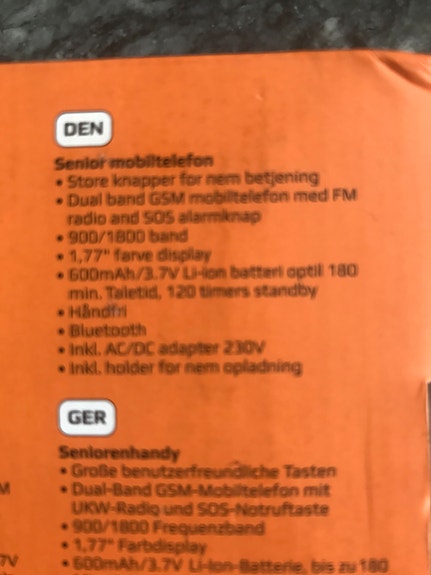 DEN
Senior mobiltelefon
• Store knapper for nem betjening
• Dual band GSM mobiltelefon med FM
radio and SOS alarmknap
• 900/1800 band
• 1,77" farve display
• 600mAh/3.7V Li-ion batteri optil 180
min. Taletid, 120 timers standby
• Håndfri
• Bluetooth
• Inkl. AC/DC adapter 230V
• Inkl. holder for nem opladning
GER
Seniorenhandy
• Große benutzerfreundliche Tasten
M
• Dual-Band GSM-Mobiltelefon mit
UKW-Radio und SOS-Notruftaste
• 900/1800 Frequenzband
• 1,77" Farbdisplay
7V
• 600mAh/3.7V Li-Ion-Batterie, bis zu 180